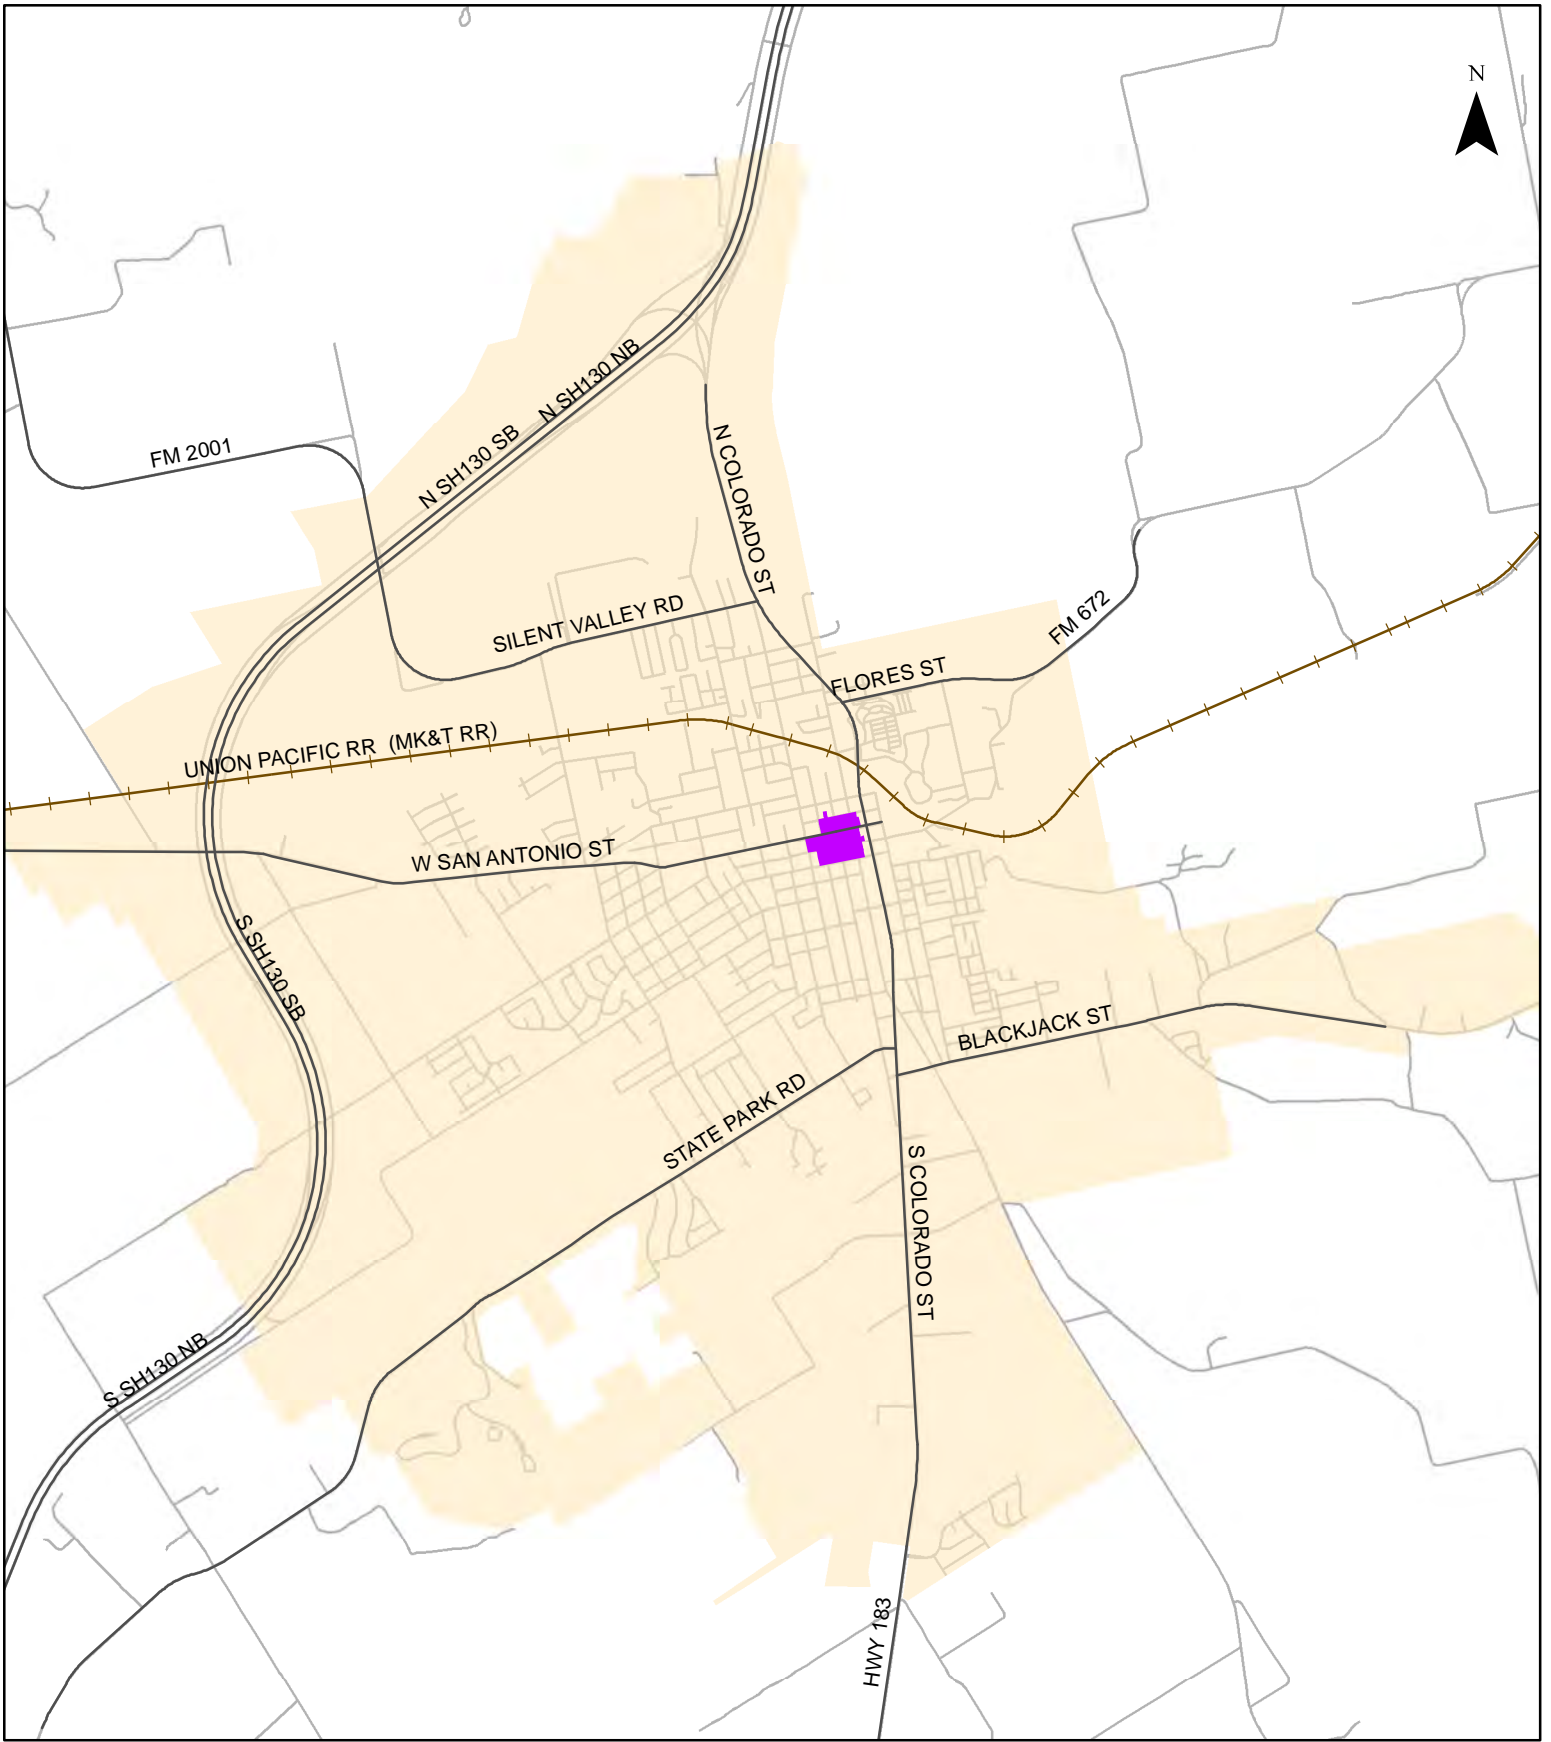 N
N SH130 NB
N SH130 SB
FM 2001
N COLORADO ST
SILENT VALLEY RD
FM 672
FLORES ST
UNION PACIFIC RR (MK&T RR)
W SAN ANTONIO ST
S SH130 SB
BLACKJACK ST
STATE PARK RD
S COLORADO ST
S SH130 NB
HWY 183